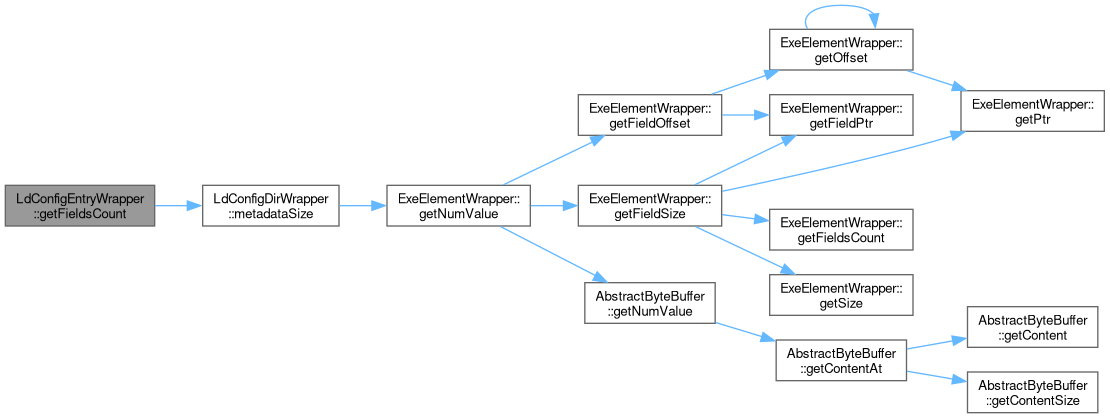 LdConfigEntryWrapper
::getFieldsCount
LdConfigDirWrapper
::metadataSize
ExeElementWrapper::
getNumValue
ExeElementWrapper::
getFieldOffset
ExeElementWrapper::
getFieldSize
AbstractByteBuffer
::getNumValue
ExeElementWrapper::
getOffset
ExeElementWrapper::
getFieldPtr
ExeElementWrapper::
getFieldsCount
ExeElementWrapper::
getSize
AbstractByteBuffer
::getContentAt
ExeElementWrapper::
getPtr
AbstractByteBuffer
::getContent
AbstractByteBuffer
::getContentSize